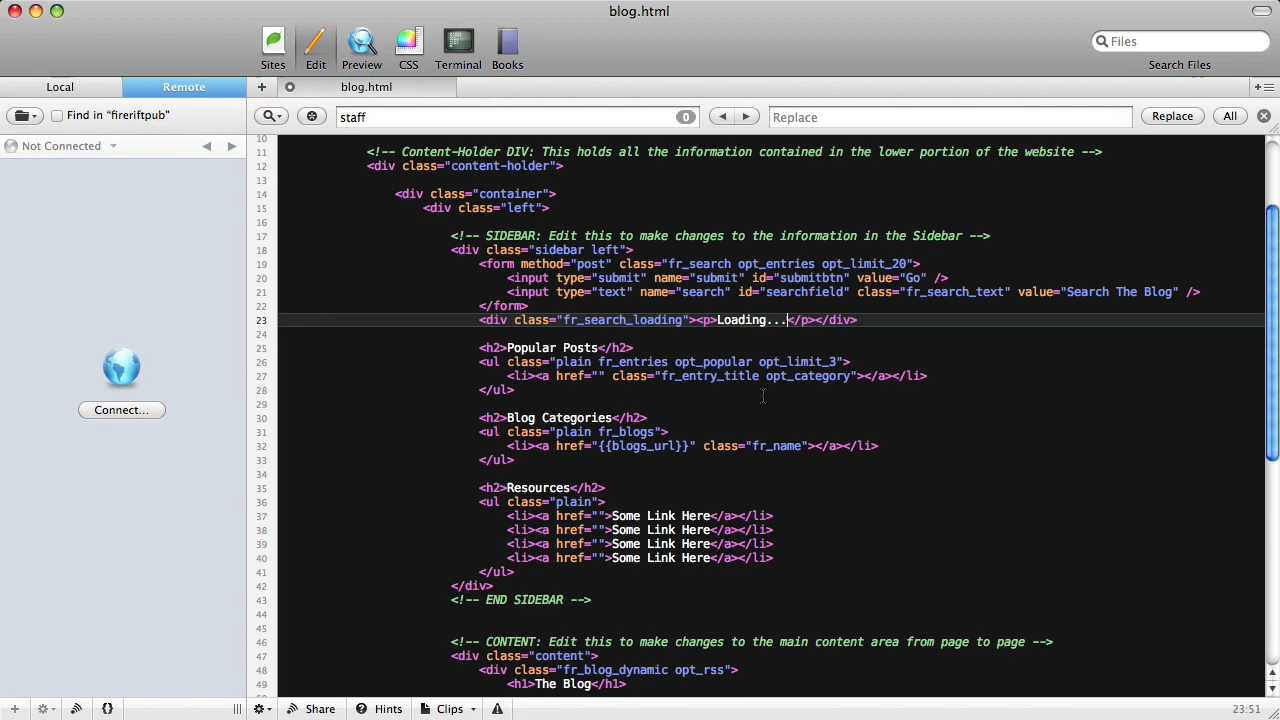 blog.html
Sites Edit Preview CSS Terminal Books
Files
Search Files
Local Remote
+ blog.html
Find in "fireriftpub"
staff 0 Replace Replace All
Not Connected
Connect...
10
11 <!-- Content-Holder DIV: This holds all the information contained in the lower portion of the website -->
12 <div class="content-holder">
13
14 <div class="container">
15 <div class="left">
16
17 <!-- SIDEBAR: Edit this to make changes to the information in the Sidebar -->
18 <div class="sidebar left">
19 <form method="post" class="fr_search opt_entries opt_limit_20">
20 <input type="submit" name="submit" id="submitbtn" value="Go" />
21 <input type="text" name="search" id="searchfield" class="fr_search_text" value="Search The Blog" />
22 </form>
23 <div class="fr_search_loading"><p>Loading...</p></div>
24
25 <h2>Popular Posts</h2>
26 <ul class="plain fr_entries opt_popular opt_limit_3">
27 <li><a href="" class="fr_entry_title opt_category"></a></li>
28 </ul>
29
30 <h2>Blog Categories</h2>
31 <ul class="plain fr_blogs">
32 <li><a href="{{blogs_url}}" class="fr_name"></a></li>
33 </ul>
34
35 <h2>Resources</h2>
36 <ul class="plain">
37 <li><a href="">Some Link Here</a></li>
38 <li><a href="">Some Link Here</a></li>
39 <li><a href="">Some Link Here</a></li>
40 <li><a href="">Some Link Here</a></li>
41 </ul>
42 </div>
43 <!-- END SIDEBAR -->
44
45
46 <!-- CONTENT: Edit this to make changes to the main content area from page to page -->
47 <div class="content">
48 <div class="fr_blog_dynamic opt_rss">
49 <h1>The Blog</h1>
+ {} Share Hints Clips 23:51